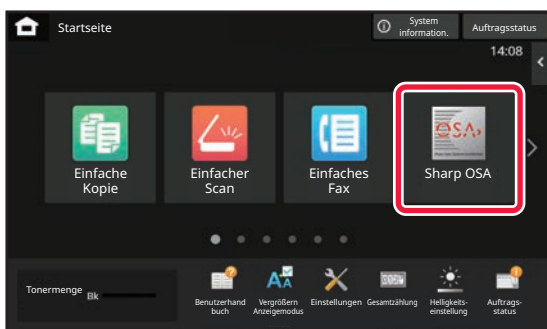 Startseite
System
information.
Auftragsstatus
14:08
Einfache
Kopie
Einfacher
Scan
Einfaches
Fax
OSA
Sharp OSA
Tonermenge
Bk
Benutzerhand
buch
Vergrößern
Anzeigemodus
Einstellungen
Gesamtzählung
Helligkeits-
einstellung
Auftrags-
status